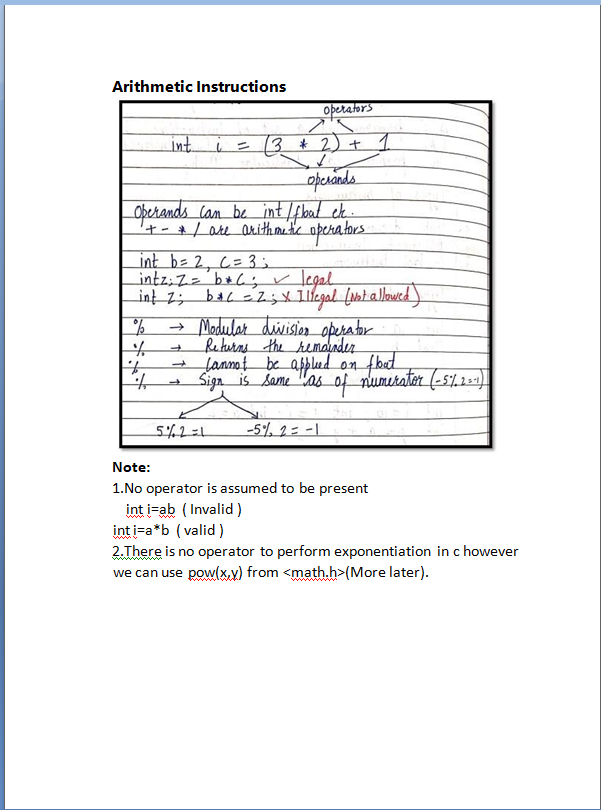 Arithmetic Instructions
operators
int i = (3 * 2) + 1
operands
Operands can be int/float etc.
+ - * / are arithmetic operators
int b=2, c=3;
int z; z = b*c; ✓ legal
int z; b*c = z; x Illegal (Not allowed)
% → Modular division operator
% → Returns the remainder
% → Cannot be applied on float
% → Sign is same as of numerator (-5%2=-1)
5%2=1 -5%2=-1
Note:
1.No operator is assumed to be present
int i=ab ( Invalid )
int i=a*b ( valid )
2.There is no operator to perform exponentiation in c however
we can use pow(x,y) from <math.h>(More later).